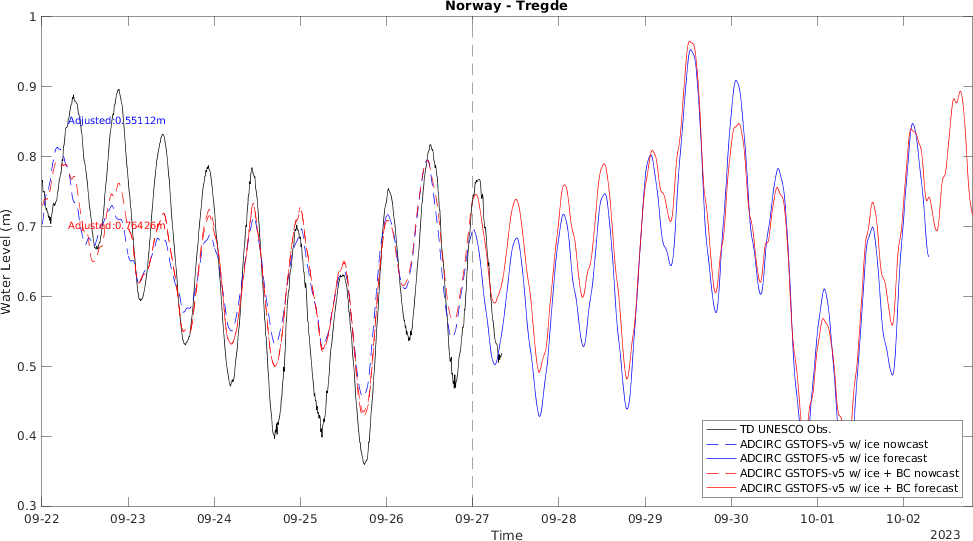 Norway - Tregde
1
0.9
0.8
0.7
0.6
0.5
0.4
0.3
Water Level (m)
Adjusted:0.55112m
Adjusted:0.76426m
TD UNESCO Obs.
ADCIRC GSTOFS-v5 w/ ice nowcast
ADCIRC GSTOFS-v5 w/ ice forecast
ADCIRC GSTOFS-v5 w/ ice + BC nowcast
ADCIRC GSTOFS-v5 w/ ice + BC forecast
09-22 09-23 09-24 09-25 09-26 09-27 09-28 09-29 09-30 10-01 10-02
Time
2023